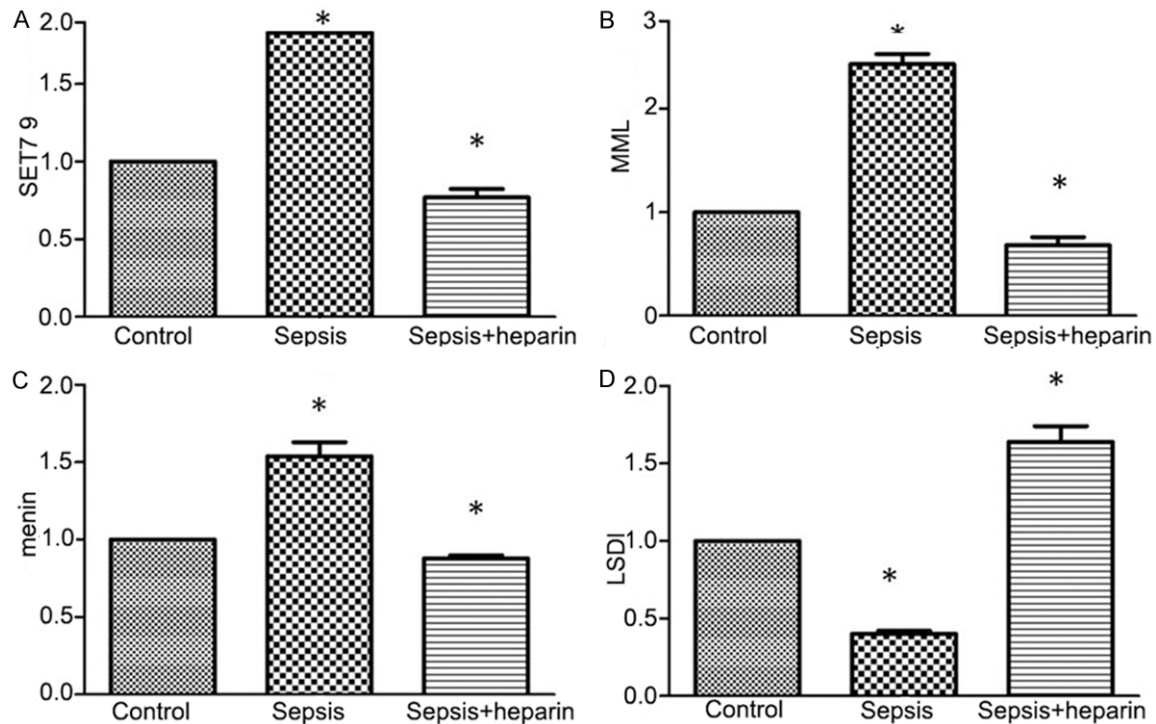 A
SET7 9
2.0
*
1.5
1.0
*
0.5
0.0
Control Sepsis Sepsis+heparin
B
MML
3
*
2
*
1
0
Control Sepsis Sepsis+heparin
C
menin
2.0
*
1.5
*
1.0
0.5
0.0
Control Sepsis Sepsis+heparin
D
LSDI
*
2.0
1.5
1.0
*
0.5
0.0
Control Sepsis Sepsis+heparin